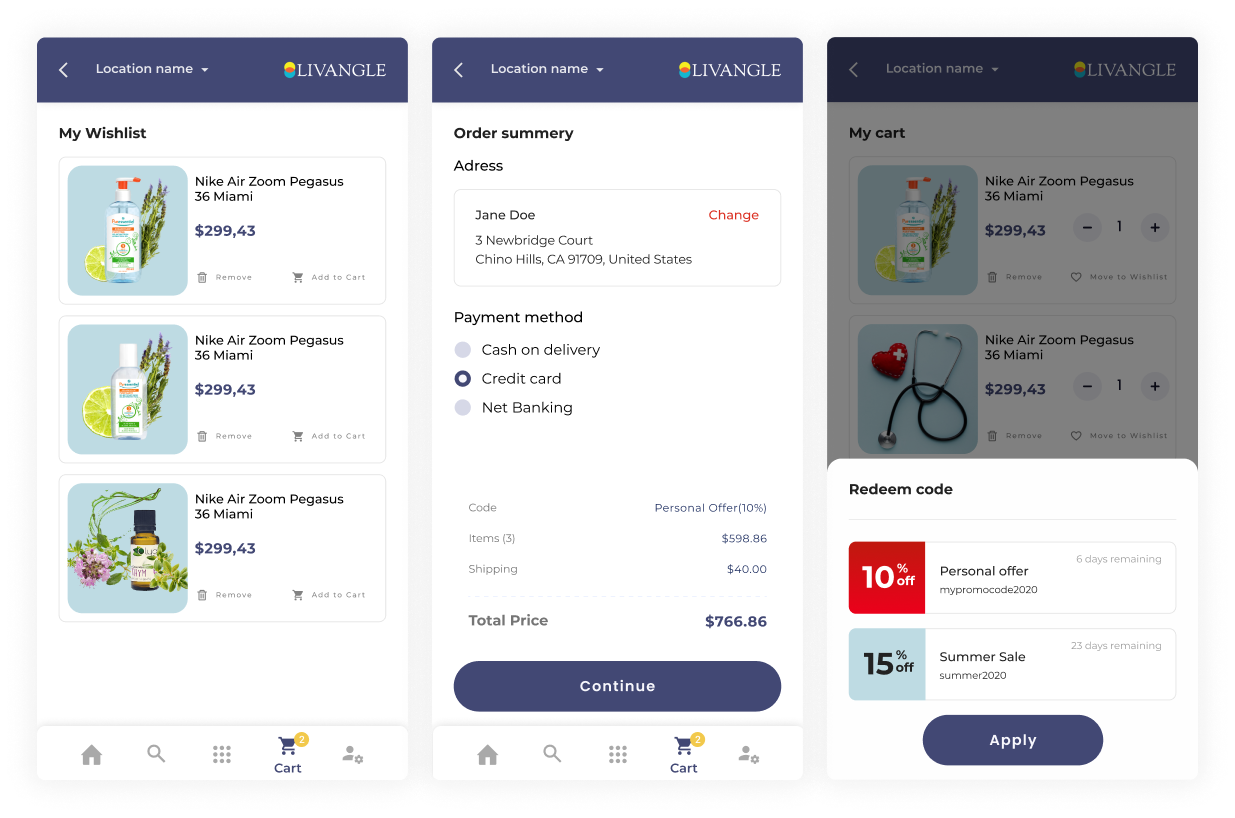 Location name
LIVANGLE
My Wishlist
Nike Air Zoom Pegasus
36 Miami
$299,43
Remove
Add to Cart
Nike Air Zoom Pegasus
36 Miami
$299,43
Remove
Add to Cart
Nike Air Zoom Pegasus
36 Miami
$299,43
Remove
Add to Cart
2
Cart
Location name
LIVANGLE
Order summery
Adress
Jane Doe
Change
3 Newbridge Court
Chino Hills, CA 91709, United States
Payment method
Cash on delivery
Credit card
Net Banking
Code
Personal Offer(10%)
Items (3)
$598.86
Shipping
$40.00
Total Price
$766.86
Continue
2
Cart
Location name
LIVANGLE
My cart
Nike Air Zoom Pegasus
36 Miami
$299,43
1
Remove
Move to Wishlist
Nike Air Zoom Pegasus
36 Miami
$299,43
1
Remove
Move to Wishlist
Redeem code
10% off
Personal offer
mypromocode2020
6 days remaining
15% off
Summer Sale
summer2020
23 days remaining
Apply